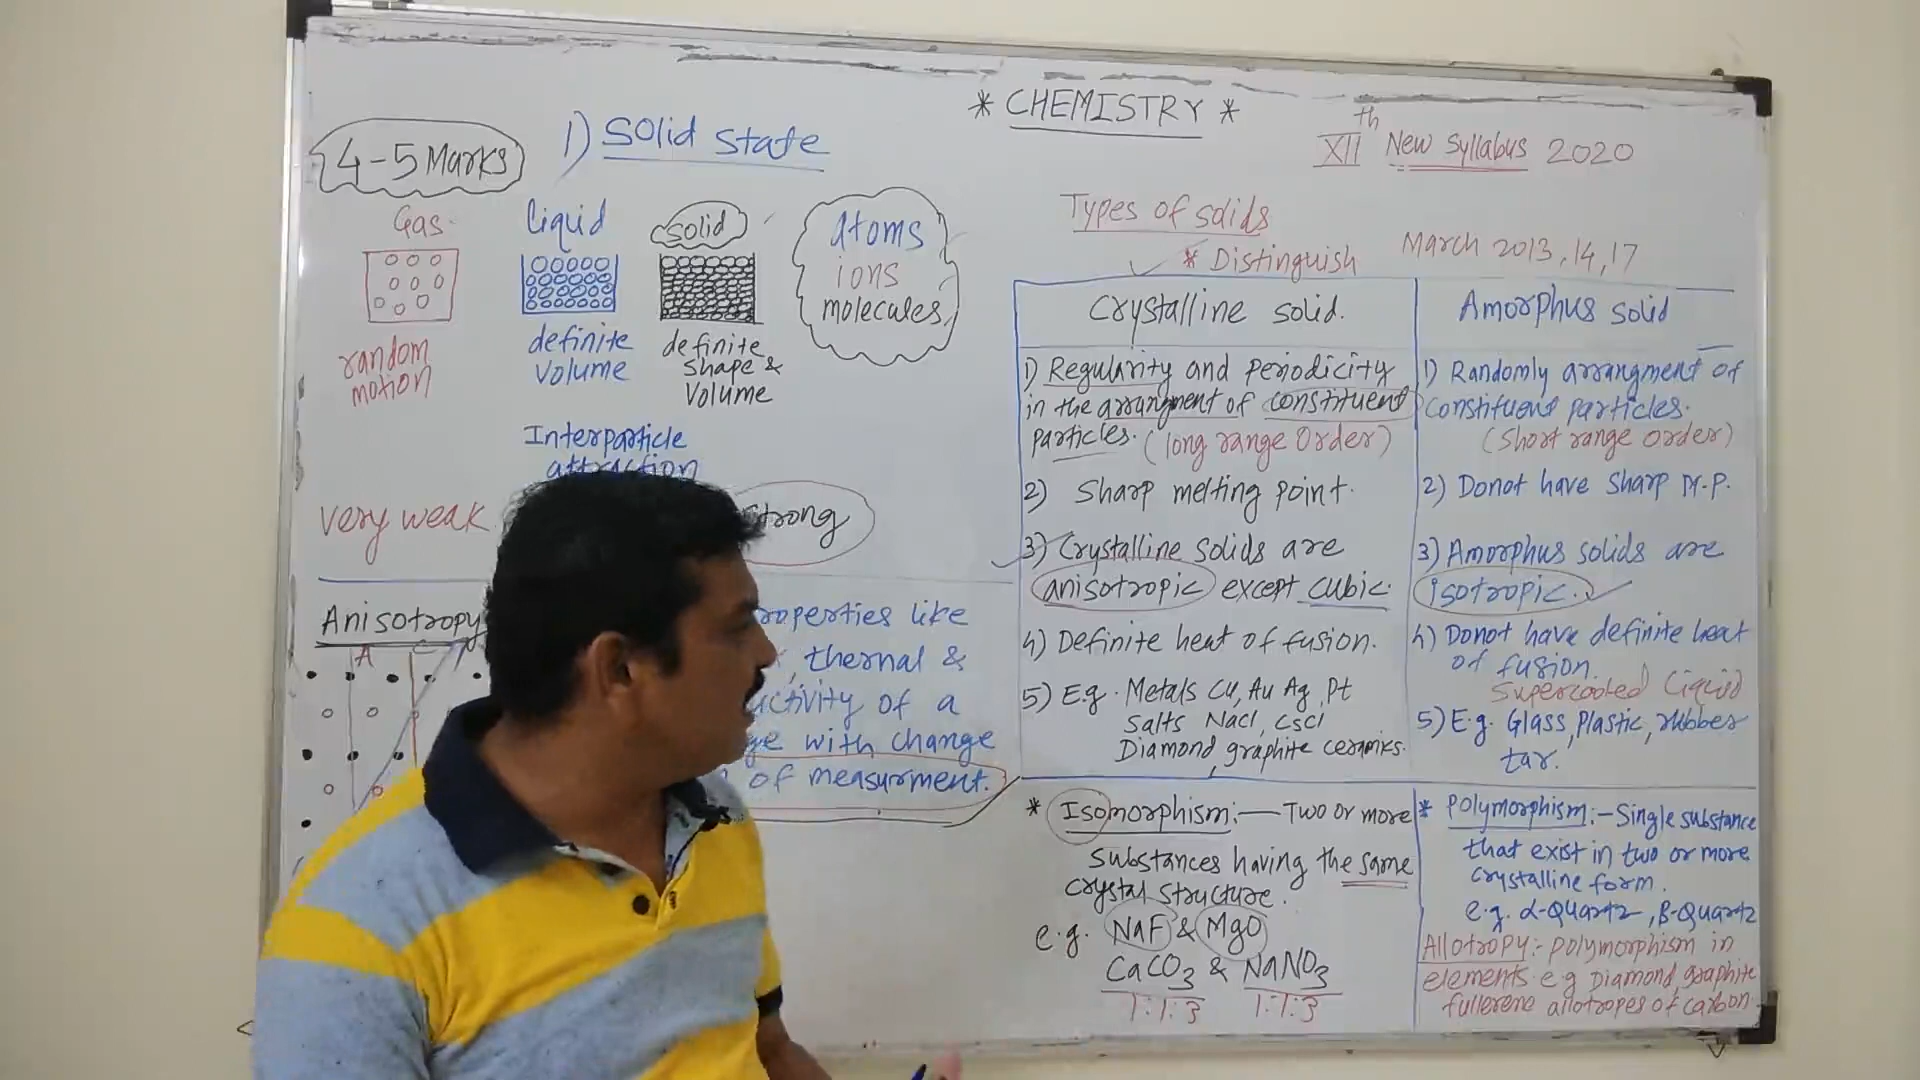 * CHEMISTRY *
XIIth New Syllabus 2020
4-5 Marks
1) Solid state
Gas
Liquid
solid
atoms
ions
molecules
random
motion
definite
volume
definite
shape &
volume
Interparticle
attraction
very weak
strong
Anisotropy
A
C
roperties like
thernal &
uctivity of a
ge with change
of measurment.
Types of solids
* Distinguish
March 2013, 14, 17
Crystalline solid.
1) Regularity and periodicity
in the arrangment of constituent
particles. (long range order)
2) Sharp melting point.
3) Crystalline solids are
anisotropic except cubic.
4) Definite heat of fusion.
5) E.g. Metals Cu, Au Ag, Pt
Salts Nacl, Cscl
Diamond, graphite ceramics.
Amorphus solid
1) Randomly arrangment of
constituent particles.
(short range order)
2) Donot have sharp M.P.
3) Amorphus solids are
isotropic.
4) Donot have definite heat
of fusion.
Supercooled liquid
5) E.g. Glass, plastic, rubber
tar.
* Isomorphism:— Two or more
substances having the same
crystal structure.
e.g. NaF & MgO
CaCO3 & NaNO3
1:1:3 1:1:3
* Polymorphism:- Single substance
that exist in two or more
crystalline form.
e.g. α-Quartz, β-Quartz
Allotropy:- polymorphism in
elements e.g Diamond, graphite
fullerene allotropes of carbon.